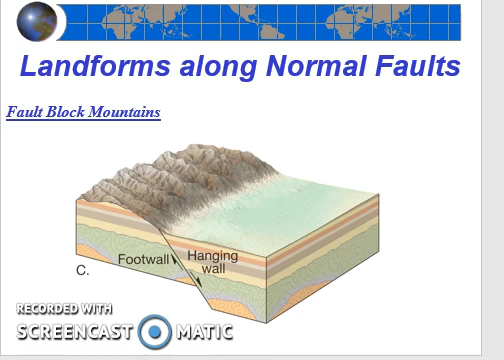 Landforms along Normal Faults
Fault Block Mountains
Footwall
Hanging
wall
C.
RECORDED WITH
SCREENCAST MATIC